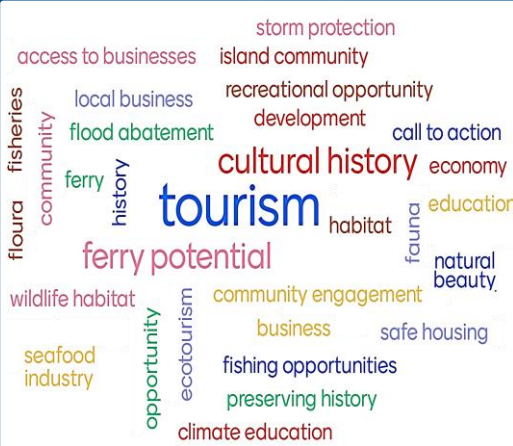 storm protection
access to businesses
island community
recreational opportunity
local business
development
fisheries
community
flood abatement
call to action
cultural history
economy
ferry
history
tourism
education
habitat
fauna
floura
ferry potential
natural
beauty
wildlife habitat
community engagement
ecotourism
opportunity
business
safe housing
seafood
industry
fishing opportunities
preserving history
climate education